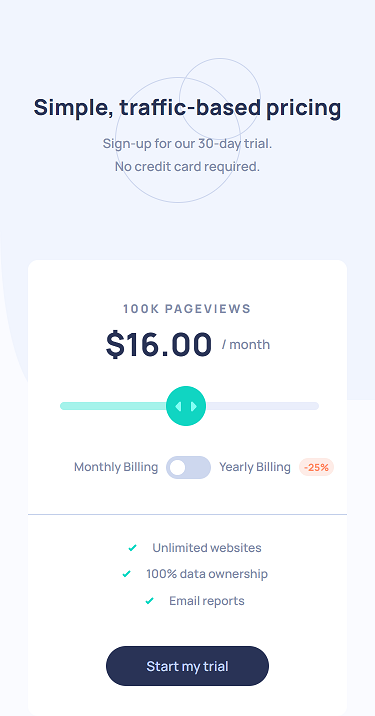 Simple, traffic-based pricing
Sign-up for our 30-day trial.
No credit card required.
100K PAGEVIEWS
$16.00 / month
Monthly Billing Yearly Billing -25%
Unlimited websites
100% data ownership
Email reports
Start my trial